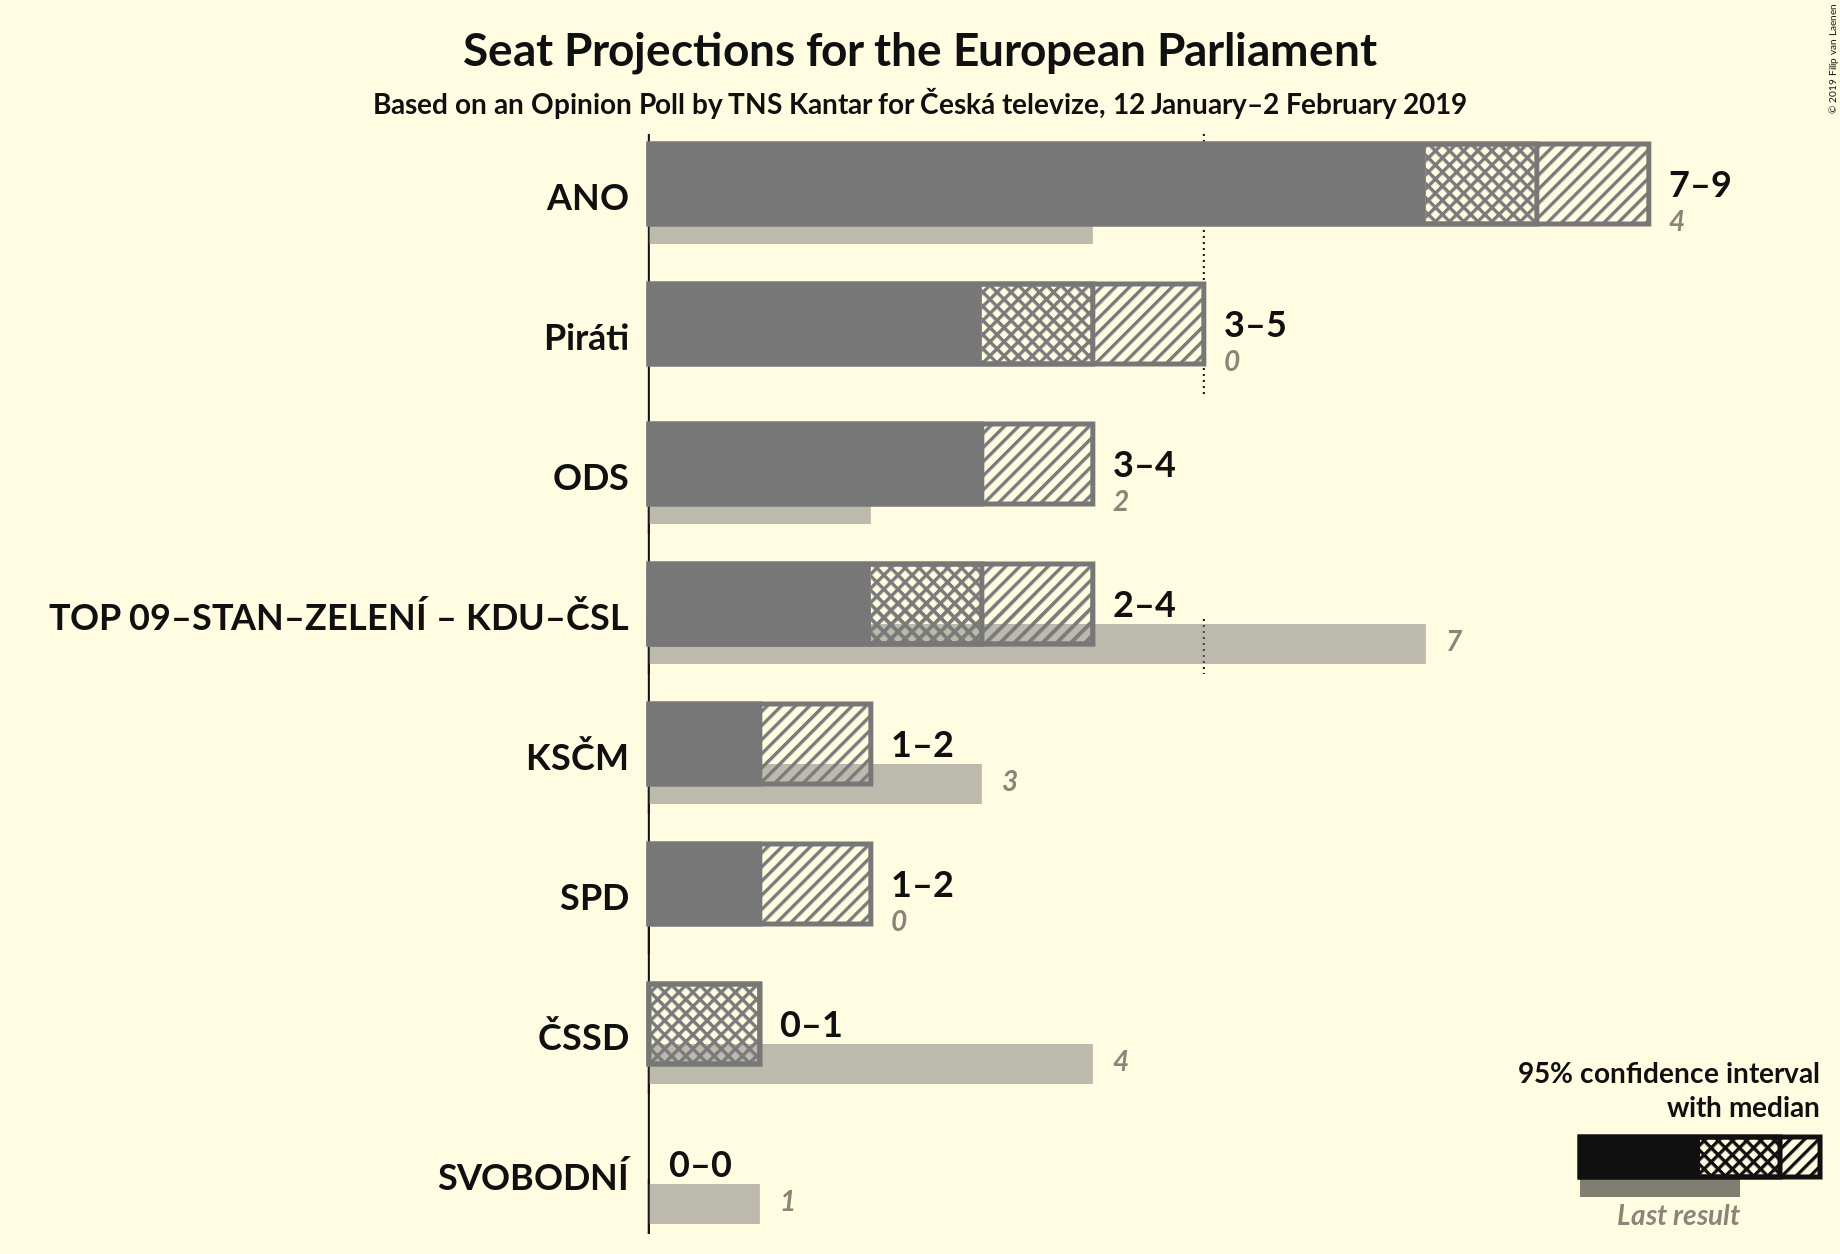 Seat Projections for the European Parliament
Based on an Opinion Poll by TNS Kantar for Česká televize, 12 January–2 February 2019
© 2019 Filip van Laenen
ANO
7–9
4
Piráti
3–5
0
ODS
3–4
2
TOP 09–STAN–ZELENÍ – KDU–ČSL
2–4
7
KSČM
1–2
3
SPD
1–2
0
ČSSD
0–1
4
SVOBODNÍ
0–0
1
95% confidence interval
with median
Last result